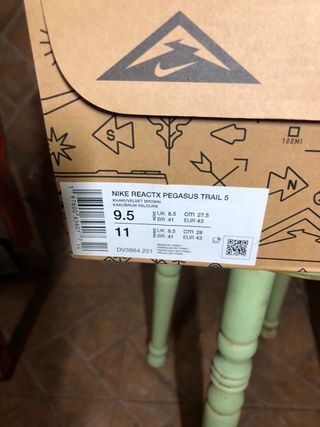 100MI
S
N
NIKE REACTX PEGASUS TRAIL 5
KHAKI/VELVET BROWN
KAKI/BRUN VELOURS
9.5 UK 8.5 cm 27.5
BR 41 EUR 43
11 UK 8.5 cm 28
BR 41 EUR 43
DV3864 201